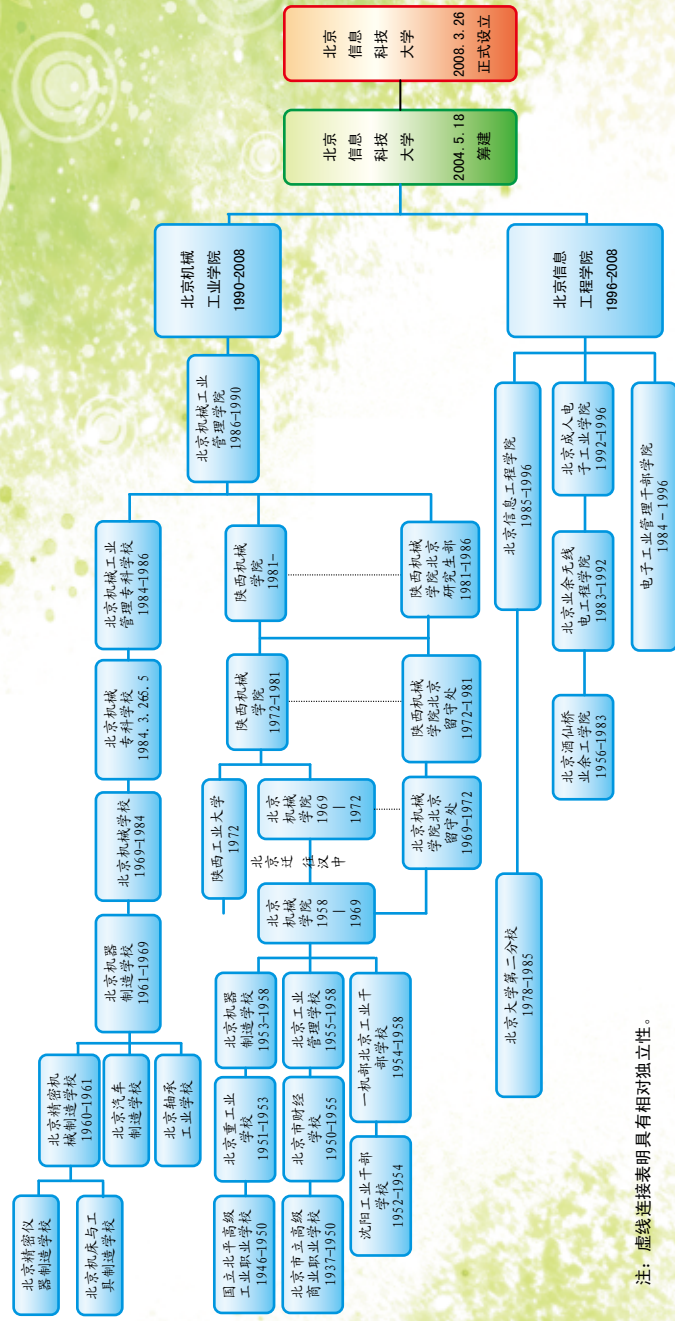 北京
信息
科技
大学
2008.3.26
正式设立
北京
信息
科技
大学
2004.5.18
筹建
北京机械
工业学院
1990-2008
北京机械工业
管理学院
1986-1990
北京机械工业
管理专科学校
1984-1986
北京机械
专科学校
1984.3.265.5
北京机械学校
1969-1984
北京机器
制造学校
1961-1969
北京精密机
械制造学校
1960-1961
北京汽车
制造学校
北京轴承
工业学校
北京精密仪
器制造学校
北京机床与工
具制造学校
陕西机械
学院
1981-
陕西机械
学院北京
研究生部
1981-1986
陕西机械
学院
1972-1981
陕西机械
学院北京
留守处
1972-1981
陕西工业大学
1972
北京
机械
学院
1969
|
1972
北京机械
学院北京
留守处
1969-1972
北京迁往汉中
北京
机械
学院
1958
|
1969
北京机器
制造学校
1953-1958
北京工业
管理学校
1955-1958
一机部北京工业干
部学校
1954-1958
北京重工业
学校
1951-1953
北京市财经
学校
1950-1955
沈阳工业干部
学校
1952-1954
国立北平高级
工业职业学校
1946-1950
北京市立高级
商业职业学校
1937-1950
北京信息
工程学院
1996-2008
北京信息工程学院
1985-1996
北京成人电
子工业学院
1992-1996
电子工业管理干部学院
1984-1996
北京业余无线
电工程学院
1983-1992
北京酒仙桥
业余工学院
1956-1983
北京大学第二分校
1978-1985
注：虚线连接表明具有相对独立性。